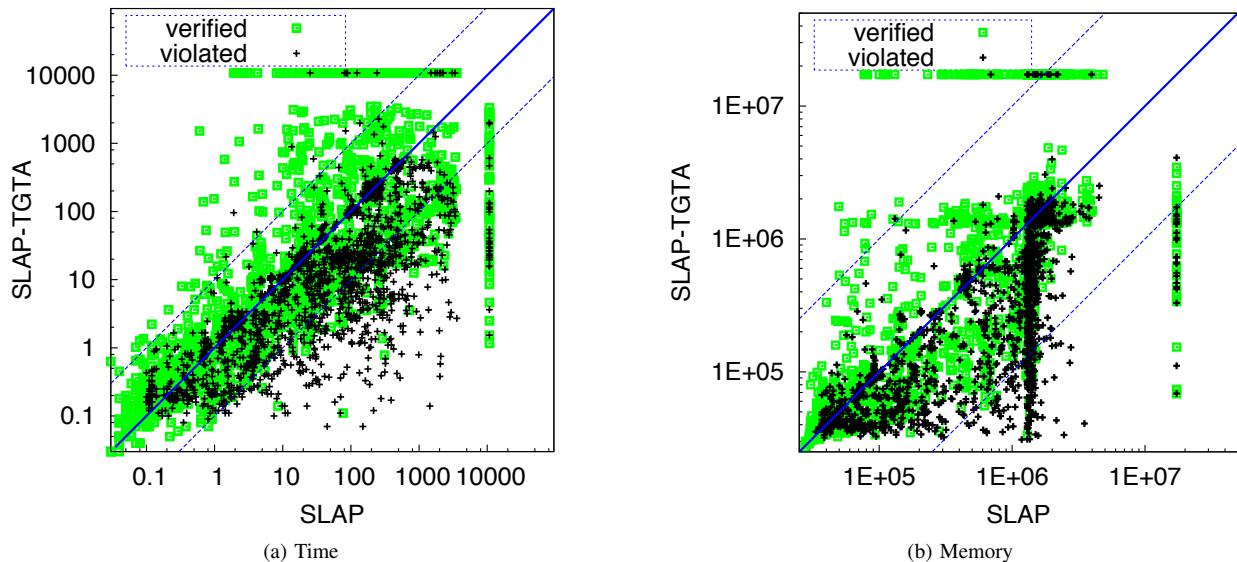 verified
violated
10000
1000
100
10
1
0.1
SLAP-TGTA
0.1 1 10 100 1000 10000
SLAP
(a) Time
verified
violated
1E+07
1E+06
1E+05
SLAP-TGTA
1E+05 1E+06 1E+07
SLAP
(b) Memory